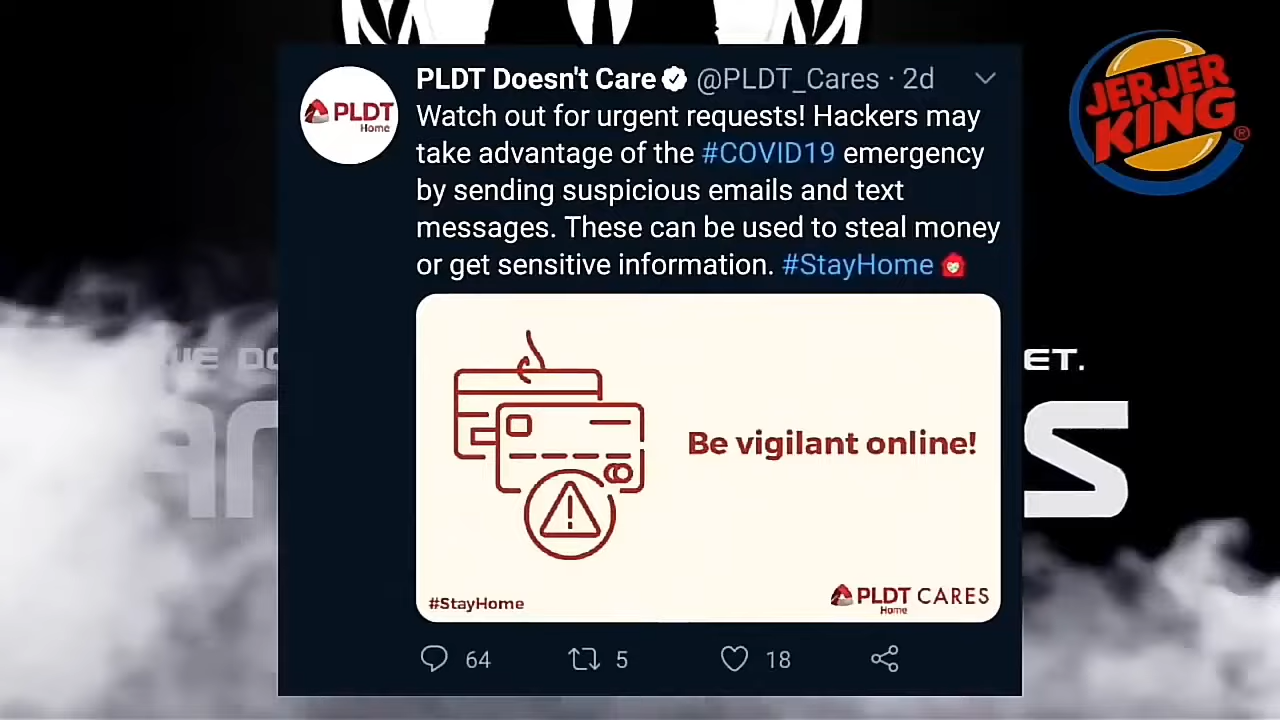 PLDT Doesn't Care @PLDT_Cares · 2d
Watch out for urgent requests! Hackers may
take advantage of the #COVID19 emergency
by sending suspicious emails and text
messages. These can be used to steal money
or get sensitive information. #StayHome
PLDT
Home
JERJER
KING®
Be vigilant online!
#StayHome
PLDT CARES
Home
64 5 18